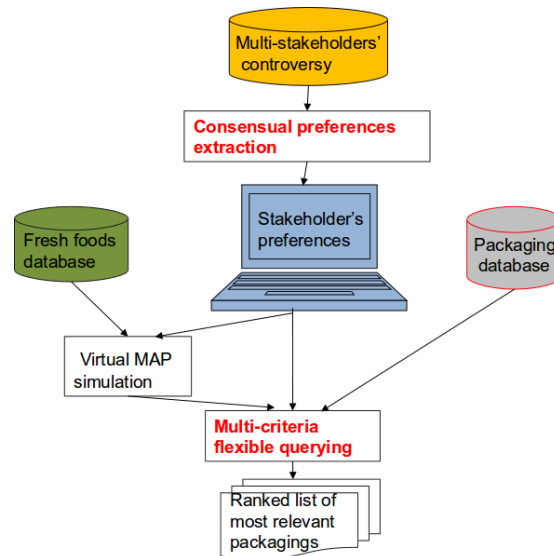 Multi-stakeholders'
controversy
Consensual preferences
extraction
Stakeholder's
preferences
Fresh foods
database
Packaging
database
Virtual MAP
simulation
Multi-criteria
flexible querying
Ranked list of
most relevant
packagings